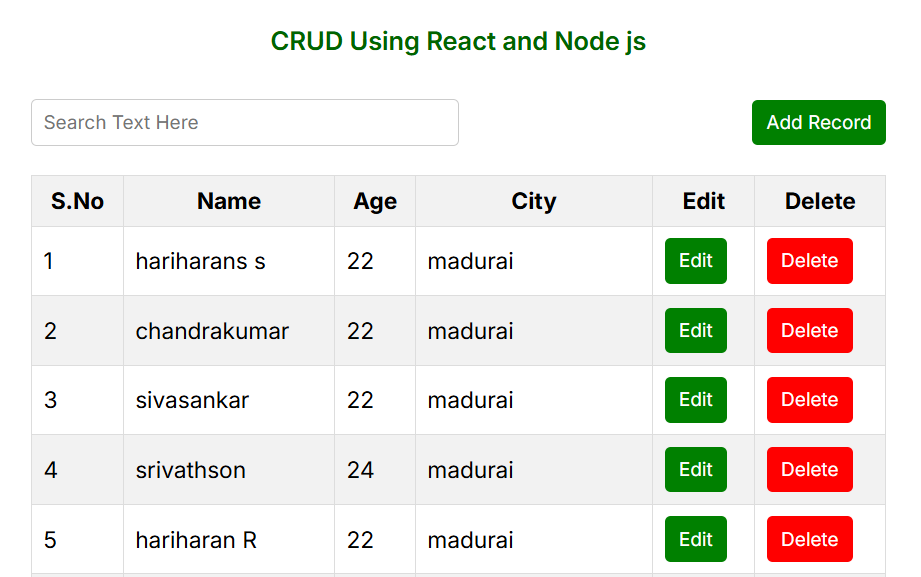 CRUD Using React and Node js
Search Text Here
Add Record
S.No Name Age City Edit Delete
1 hariharans s 22 madurai Edit Delete
2 chandrakumar 22 madurai Edit Delete
3 sivasankar 22 madurai Edit Delete
4 srivathson 24 madurai Edit Delete
5 hariharan R 22 madurai Edit Delete